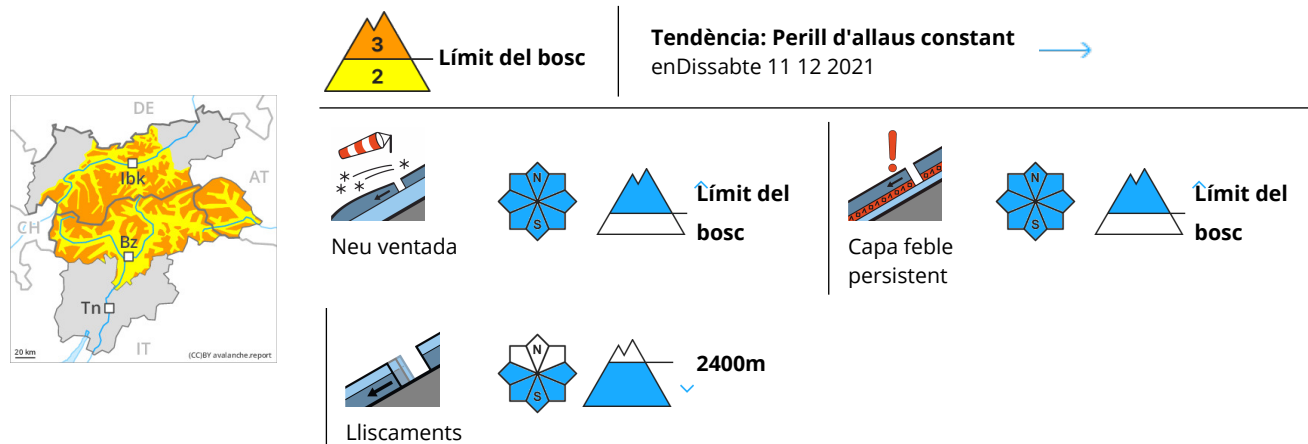 3
2
Límit del bosc
Tendència: Perill d'allaus constant
enDissabte 11 12 2021
DE
Ibk
AT
CH
Bz
Tn
IT
20 km
(CC)BY avalanche.report
N
S
Límit del
bosc
Neu ventada
N
S
Límit del
bosc
Capa feble
persistent
N
S
2400m
Lliscaments